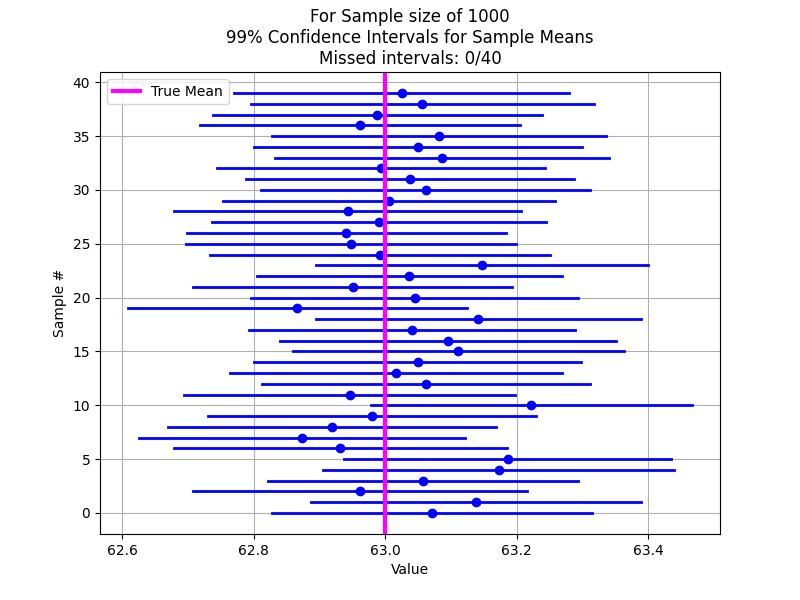 For Sample size of 1000
99% Confidence Intervals for Sample Means
Missed intervals: 0/40
True Mean
Sample #
40
35
30
25
20
15
10
5
0
62.6 62.8 63.0 63.2 63.4
Value